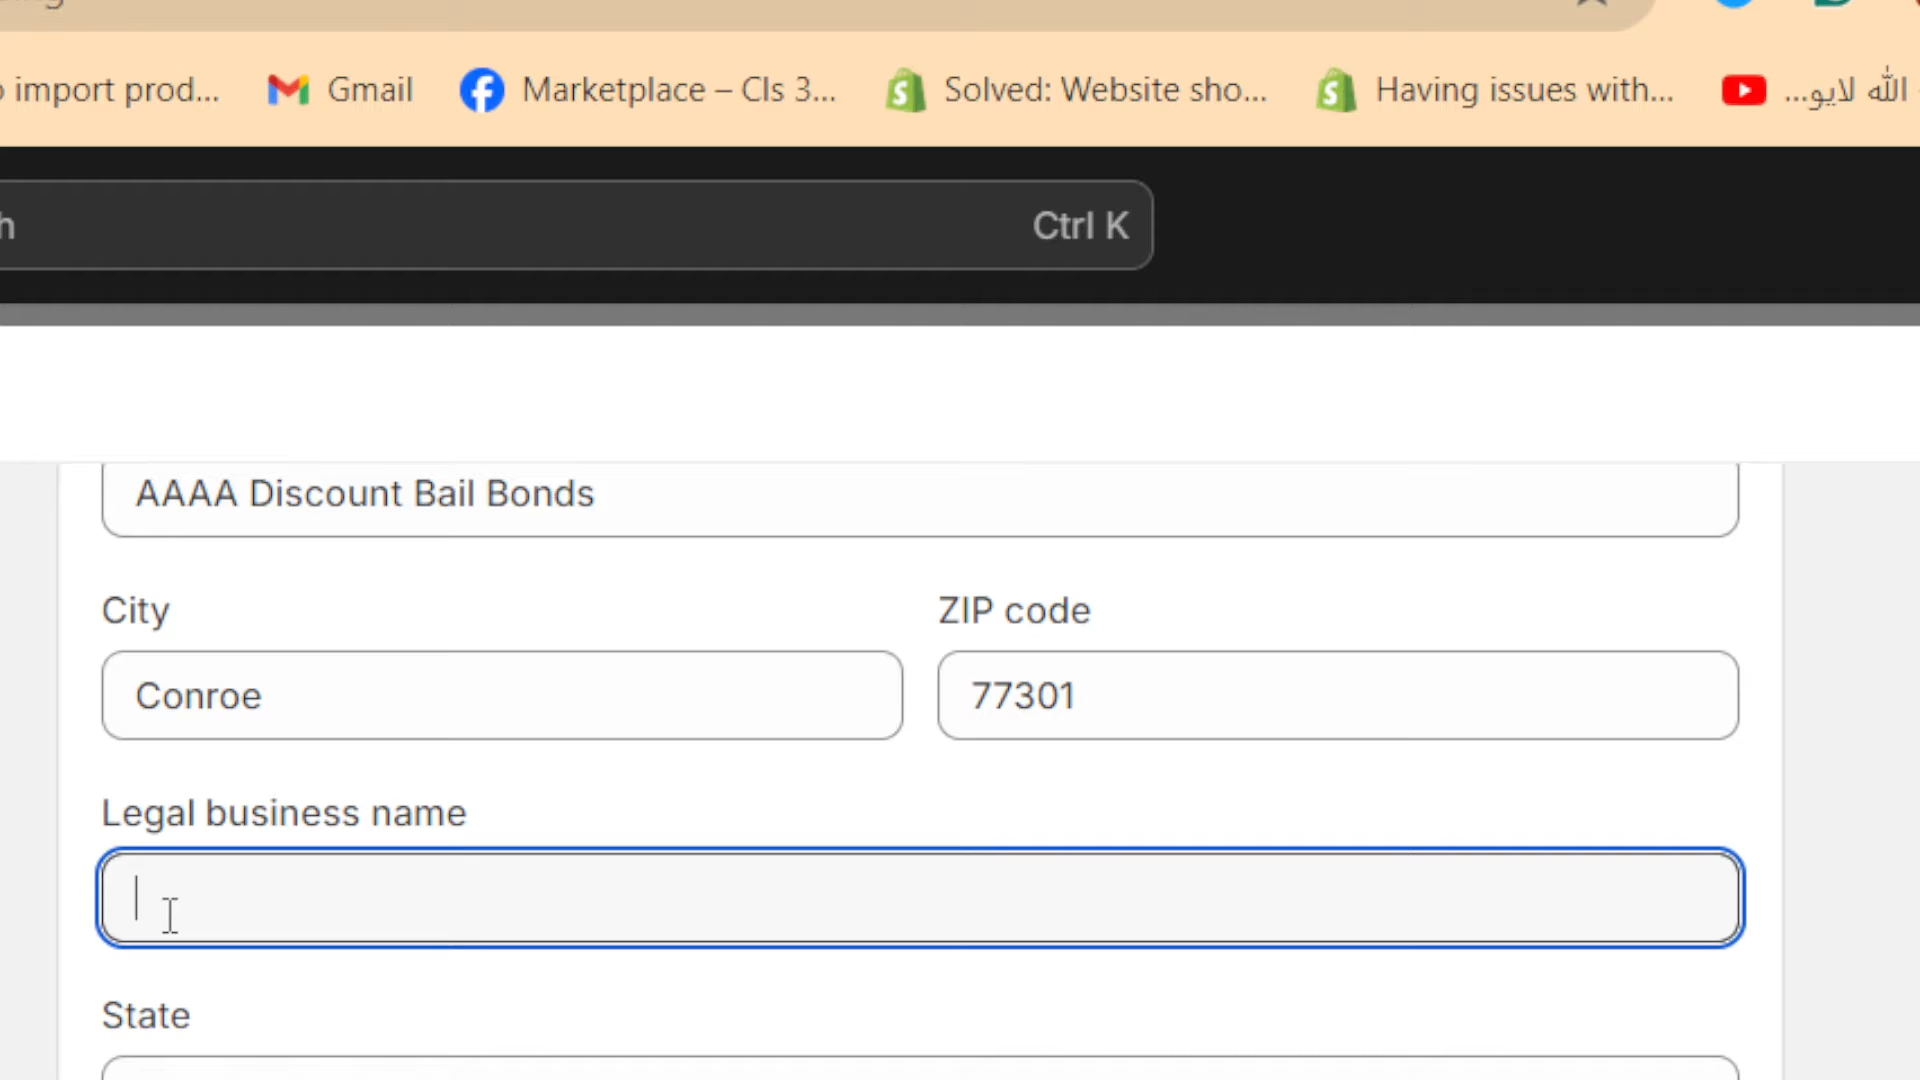 import prod... Gmail Marketplace – Cls 3... Solved: Website sho... Having issues with... الله لايو...
Ctrl K
AAAA Discount Bail Bonds
City ZIP code
Conroe 77301
Legal business name
State